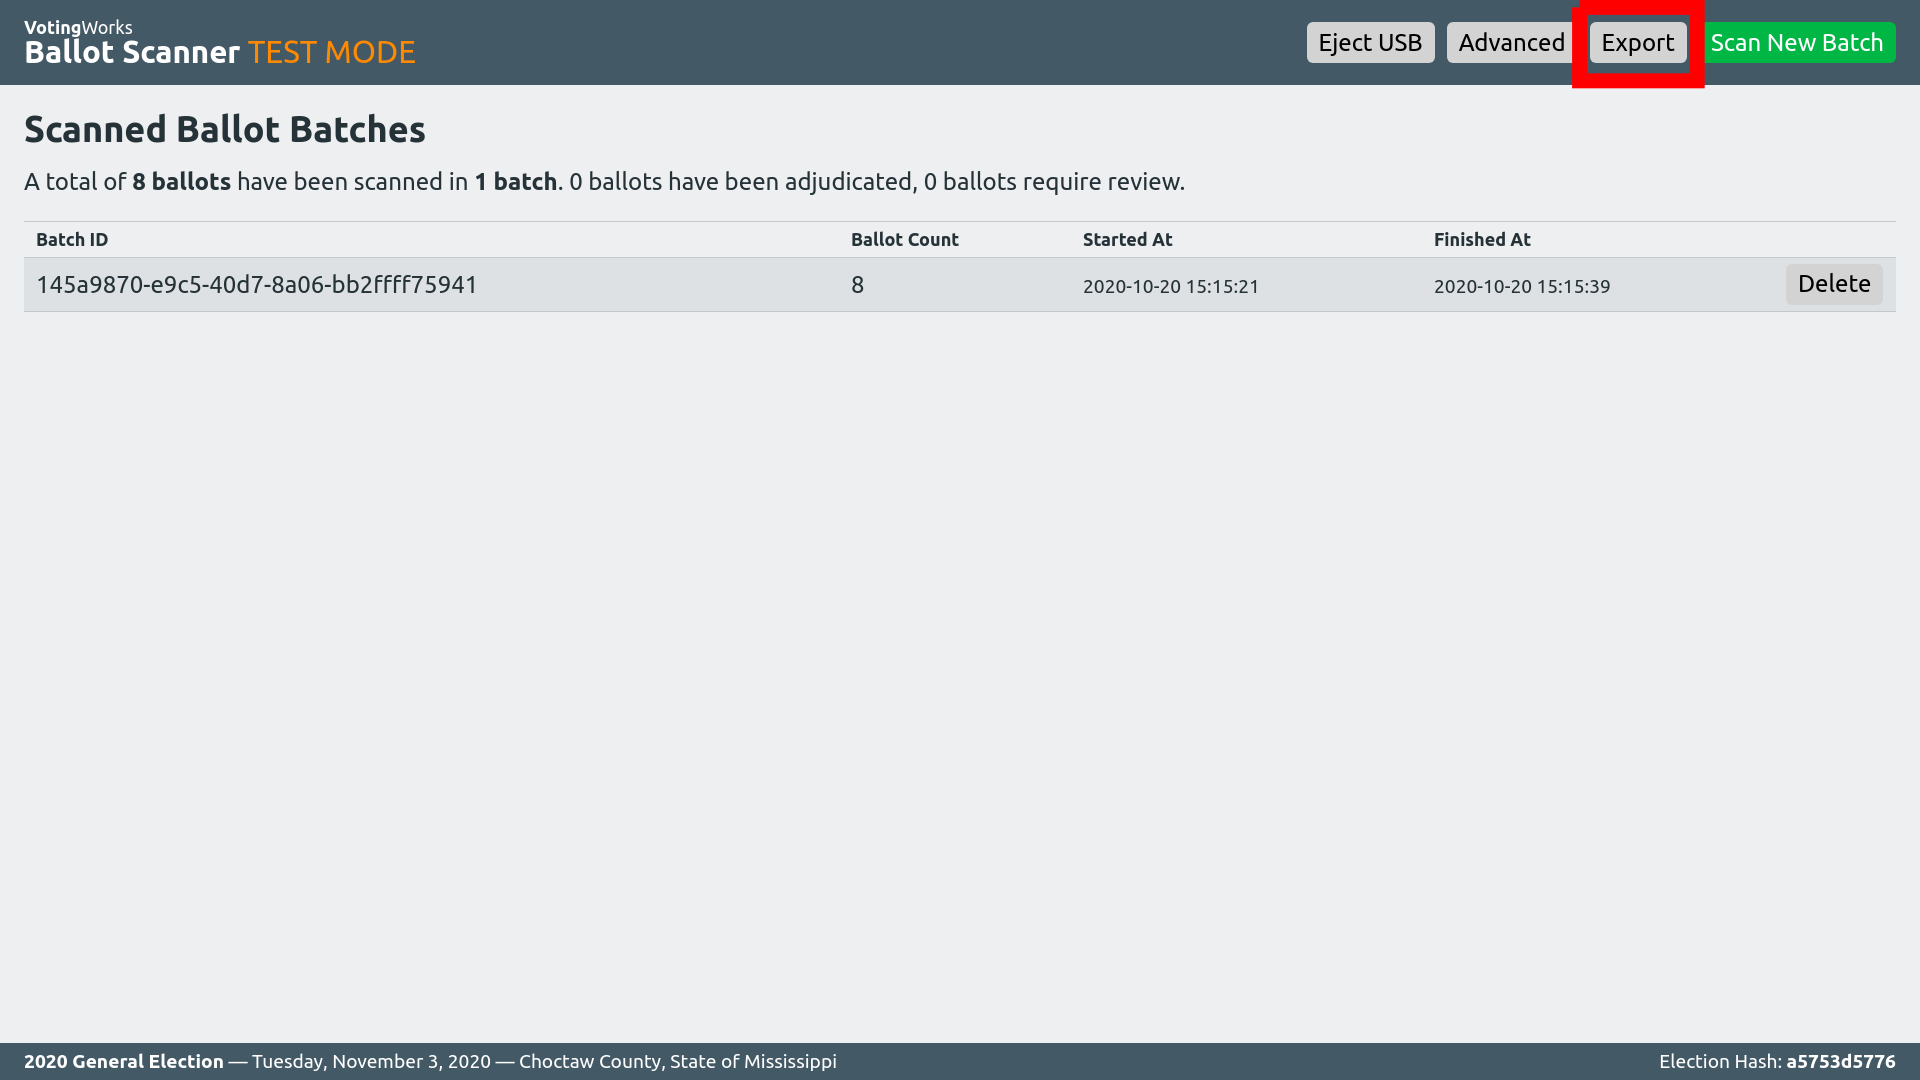 VotingWorks
Ballot Scanner TEST MODE
Eject USB Advanced Export Scan New Batch
Scanned Ballot Batches
A total of 8 ballots have been scanned in 1 batch. 0 ballots have been adjudicated, 0 ballots require review.
Batch ID Ballot Count Started At Finished At
145a9870-e9c5-40d7-8a06-bb2ffff75941 8 2020-10-20 15:15:21 2020-10-20 15:15:39 Delete
2020 General Election — Tuesday, November 3, 2020 — Choctaw County, State of Mississippi Election Hash: a5753d5776